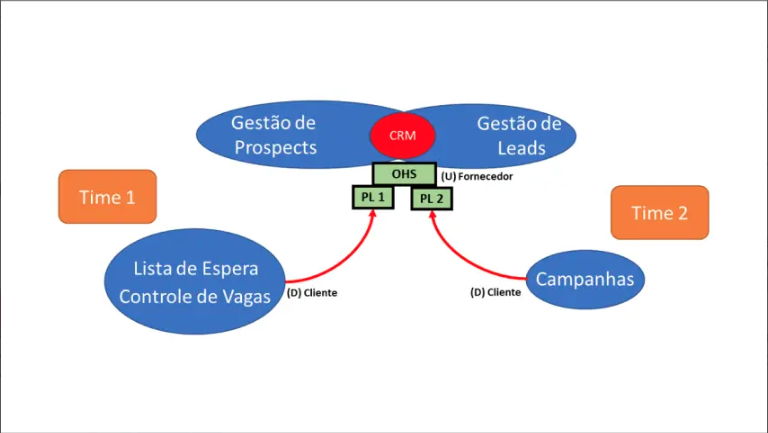 Gestão de
Prospects
CRM
Gestão de
Leads
OHS
(U) Fornecedor
PL 1
PL 2
Time 1
Time 2
Lista de Espera
Controle de Vagas
(D) Cliente
(D) Cliente
Campanhas